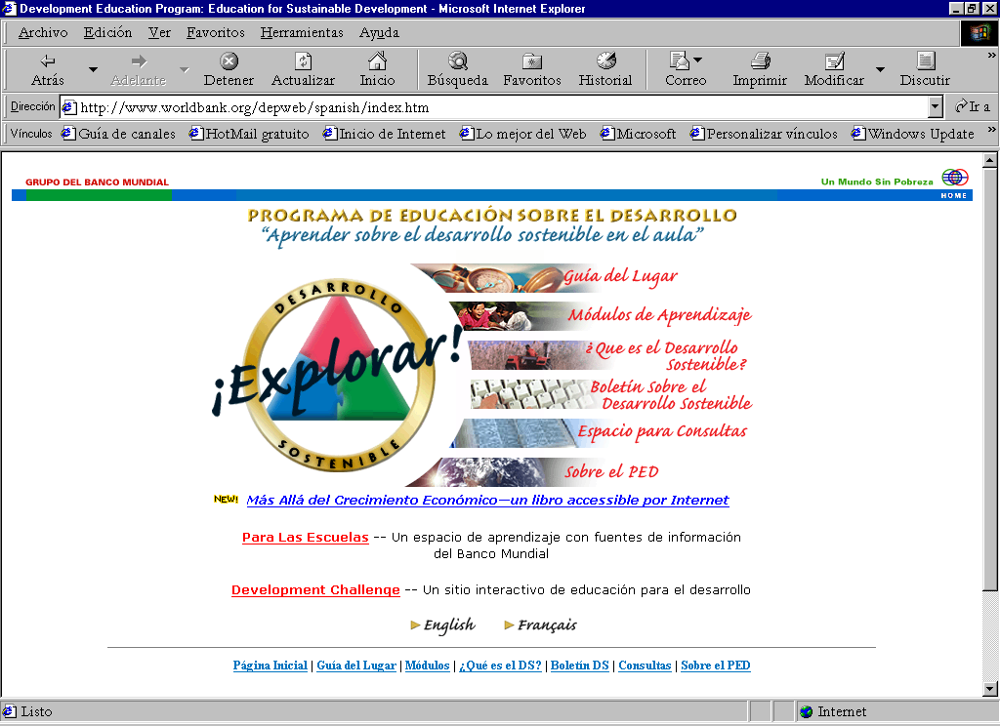 Development Education Program: Education for Sustainable Development - Microsoft Internet Explorer
Archivo Edición Ver Favoritos Herramientas Ayuda
Atrás Adelante Detener Actualizar Inicio Búsqueda Favoritos Historial Correo Imprimir Modificar Discutir
Dirección http://www.worldbank.org/depweb/spanish/index.htm Ir a
Vínculos Guía de canales HotMail gratuito Inicio de Internet Lo mejor del Web Microsoft Personalizar vínculos Windows Update
GRUPO DEL BANCO MUNDIAL Un Mundo Sin Pobreza
HOME
PROGRAMA DE EDUCACIÓN SOBRE EL DESARROLLO
“Aprender sobre el desarrollo sostenible en el aula”
DESARROLLO
¡Explorar!
SOSTENIBLE
Guía del Lugar
Módulos de Aprendizaje
¿Que es el Desarrollo
Sostenible?
Boletín Sobre el
Desarrollo Sostenible
Espacio para Consultas
Sobre el PED
NEW! Más Allá del Crecimiento Económico—un libro accessible por Internet
Para Las Escuelas -- Un espacio de aprendizaje con fuentes de información
del Banco Mundial
Development Challenge -- Un sitio interactivo de educación para el desarrollo
English Français
Página Inicial | Guía del Lugar | Módulos | ¿Qué es el DS? | Boletín DS | Consultas | Sobre el PED
Listo Internet